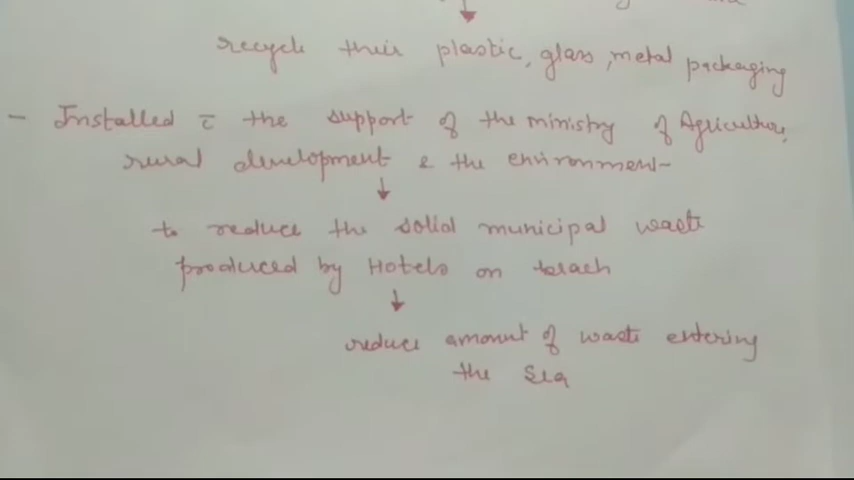 recycle their plastic, glass, metal packaging
- Installed c̄ the support of the ministry of Agriculture,
rural development & the environment
to reduce the solid municipal waste
produced by Hotels on beach
reduce amount of waste entering
the Sea